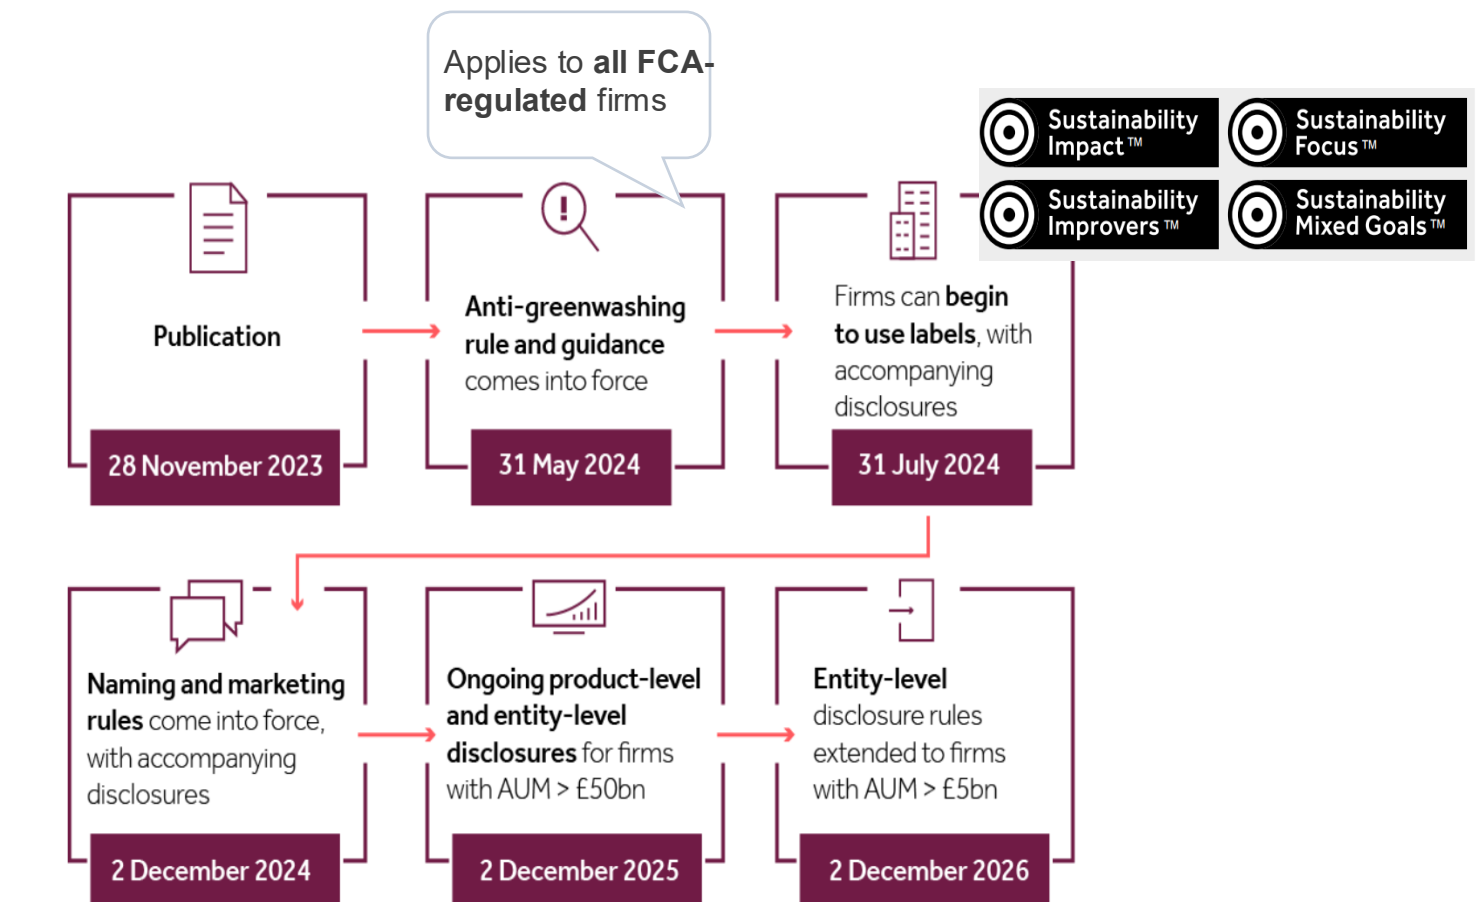 Applies to all FCA-
regulated firms
Sustainability
Impact™
Sustainability
Focus™
Sustainability
Improvers™
Sustainability
Mixed Goals™
Publication
28 November 2023
Anti-greenwashing
rule and guidance
comes into force
31 May 2024
Firms can begin
to use labels, with
accompanying
disclosures
31 July 2024
Naming and marketing
rules come into force,
with accompanying
disclosures
2 December 2024
Ongoing product-level
and entity-level
disclosures for firms
with AUM > £50bn
2 December 2025
Entity-level
disclosure rules
extended to firms
with AUM > £5bn
2 December 2026